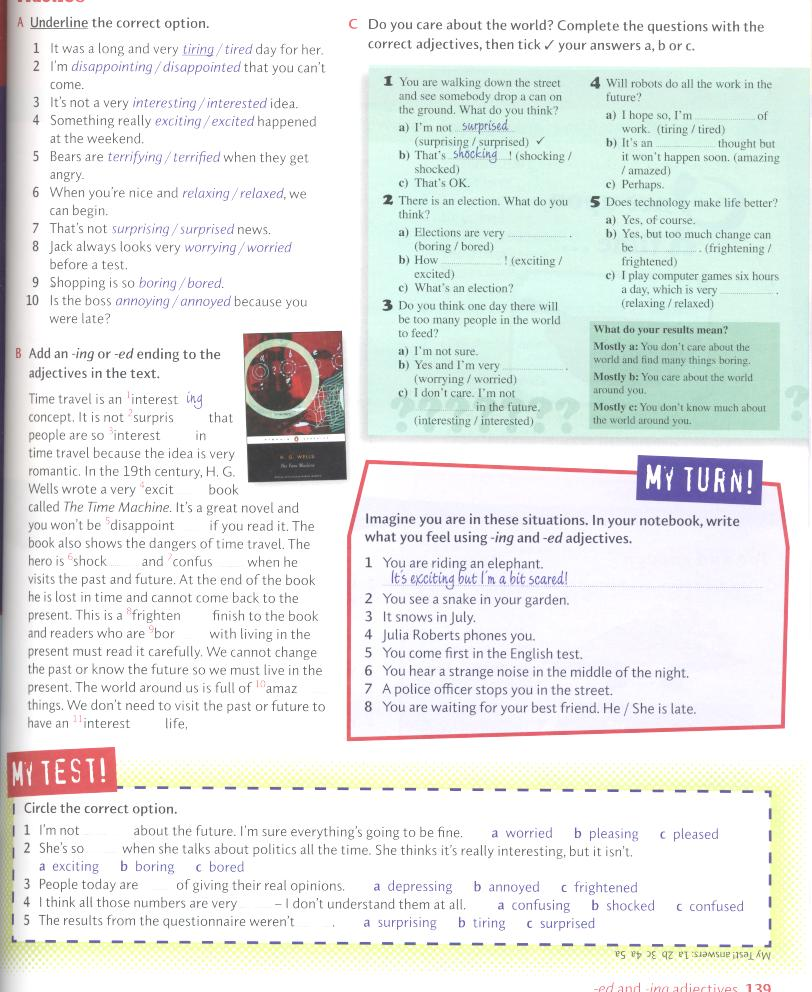 A Underline the correct option.
1 It was a long and very tiring / tired day for her.
2 I'm disappointing / disappointed that you can't
come.
3 It's not a very interesting / interested idea.
4 Something really exciting / excited happened
at the weekend.
5 Bears are terrifying / terrified when they get
angry.
6 When you're nice and relaxing / relaxed, we
can begin.
7 That's not surprising / surprised news.
8 Jack always looks very worrying / worried
before a test.
9 Shopping is so boring / bored.
10 Is the boss annoying / annoyed because you
were late?
B Add an -ing or -ed ending to the
adjectives in the text.
Time travel is an 1interest ing
concept. It is not 2surpris that
people are so 3interest in
time travel because the idea is very
romantic. In the 19th century, H. G.
Wells wrote a very 4excit book
called The Time Machine. It's a great novel and
you won't be 5disappoint if you read it. The
book also shows the dangers of time travel. The
hero is 6shock and 7confus when he
visits the past and future. At the end of the book
he is lost in time and cannot come back to the
present. This is a 8frighten finish to the book
and readers who are 9bor with living in the
present must read it carefully. We cannot change
the past or know the future so we must live in the
present. The world around us is full of 10amaz
things. We don't need to visit the past or future to
have an 11interest life.
H. G. WELLS
The Time Machine
C Do you care about the world? Complete the questions with the
correct adjectives, then tick ✓ your answers a, b or c.
1 You are walking down the street
and see somebody drop a can on
the ground. What do you think?
a) I'm not surprised
(surprising / surprised) ✓
b) That's shocking ! (shocking /
shocked)
c) That's OK.
2 There is an election. What do you
think?
a) Elections are very .
(boring / bored)
b) How ! (exciting /
excited)
c) What's an election?
3 Do you think one day there will
be too many people in the world
to feed?
a) I'm not sure.
b) Yes and I'm very .
(worrying / worried)
c) I don't care. I'm not
in the future.
(interesting / interested)
4 Will robots do all the work in the
future?
a) I hope so, I'm of
work. (tiring / tired)
b) It's an thought but
it won't happen soon. (amazing
/ amazed)
c) Perhaps.
5 Does technology make life better?
a) Yes, of course.
b) Yes, but too much change can
be . (frightening /
frightened)
c) I play computer games six hours
a day, which is very .
(relaxing / relaxed)
What do your results mean?
Mostly a: You don't care about the
world and find many things boring.
Mostly b: You care about the world
around you.
Mostly c: You don't know much about
the world around you.
MY TURN!
Imagine you are in these situations. In your notebook, write
what you feel using -ing and -ed adjectives.
1 You are riding an elephant.
It's exciting but I'm a bit scared!
2 You see a snake in your garden.
3 It snows in July.
4 Julia Roberts phones you.
5 You come first in the English test.
6 You hear a strange noise in the middle of the night.
7 A police officer stops you in the street.
8 You are waiting for your best friend. He / She is late.
MY TEST!
Circle the correct option.
1 I'm not about the future. I'm sure everything's going to be fine. a worried b pleasing c pleased
2 She's so when she talks about politics all the time. She thinks it's really interesting, but it isn't.
a exciting b boring c bored
3 People today are of giving their real opinions. a depressing b annoyed c frightened
4 I think all those numbers are very – I don't understand them at all. a confusing b shocked c confused
5 The results from the questionnaire weren't . a surprising b tiring c surprised
My Test! answers: 1a 2b 3c 4a 5a
-ed and -ing adjectives 139